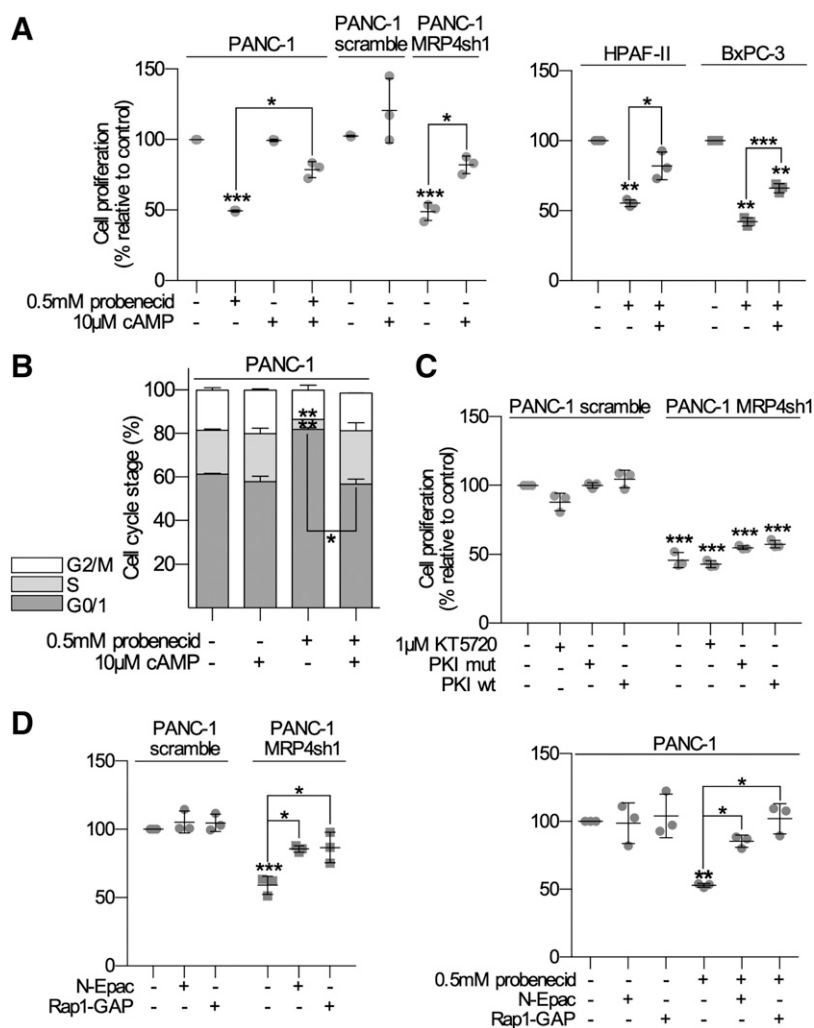 A
PANC-1
PANC-1 scramble
PANC-1 MRP4sh1
HPAF-II
BxPC-3
Cell proliferation
(% relative to control)
150
100
50
0
*
***
***
*
150
100
50
0
*
**
***
**
**
0.5mM probenecid - + - + - - - -
10µM cAMP - - + + - + - +
- + + - + +
- - + - - +
B
PANC-1
Cell cycle stage (%)
100
80
60
40
20
**
**
*
G2/M
S
G0/1
0.5mM probenecid - - + +
10µM cAMP - + - +
C
PANC-1 scramble
PANC-1 MRP4sh1
Cell proliferation
(% relative to control)
150
100
50
0
*** *** *** ***
1µM KT5720 - + - - - + - -
PKI mut - - + - - - + -
PKI wt - - - + - - - +
D
PANC-1 scramble
PANC-1 MRP4sh1
150
100
50
0
*
*
***
N-Epac - + - - + -
Rap1-GAP - - + - - +
PANC-1
150
100
50
0
*
*
**
0.5mM probenecid - - - + + +
N-Epac - + - - + -
Rap1-GAP - - + - - +